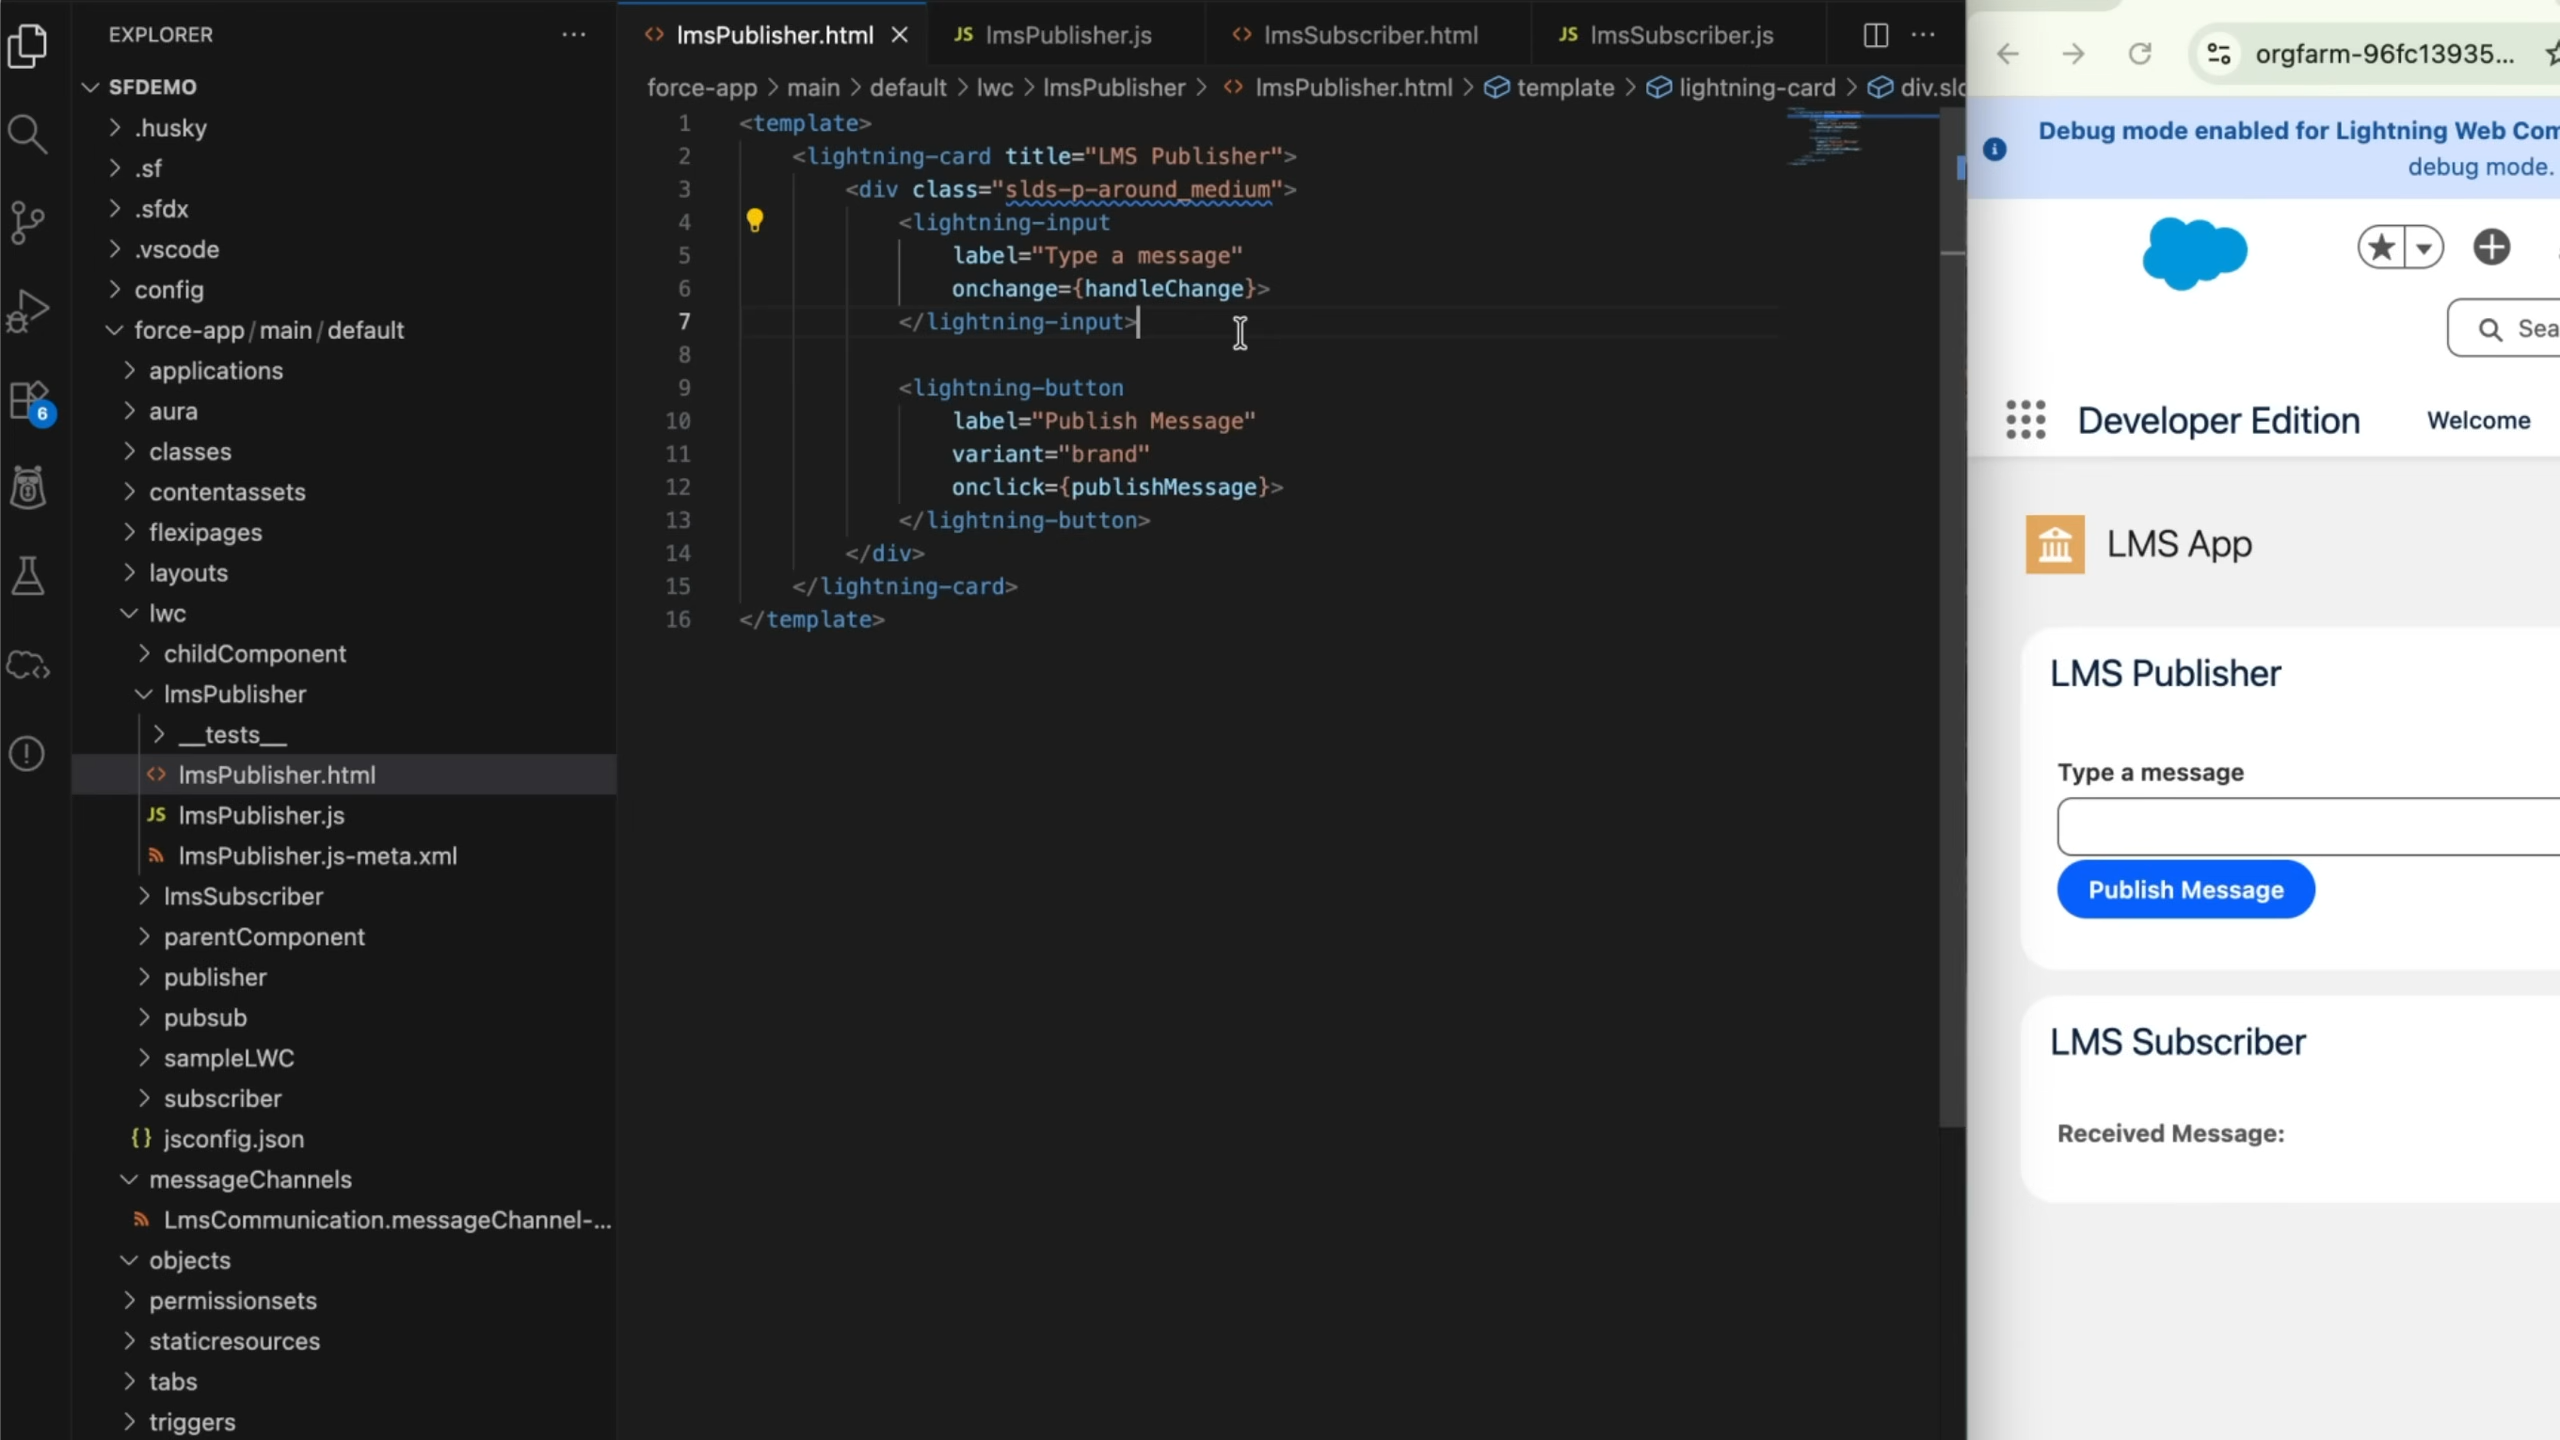 EXPLORER
SFDEMO
.husky
.sf
.sfdx
.vscode
config
force-app/main/default
applications
aura
classes
contentassets
flexipages
layouts
lwc
childComponent
lmsPublisher
__tests__
lmsPublisher.html
JS lmsPublisher.js
lmsPublisher.js-meta.xml
lmsSubscriber
parentComponent
publisher
pubsub
sampleLWC
subscriber
{} jsconfig.json
messageChannels
LmsCommunication.messageChannel-...
objects
permissionsets
staticresources
tabs
triggers
6
lmsPublisher.html
JS lmsPublisher.js
lmsSubscriber.html
JS lmsSubscriber.js
force-app > main > default > lwc > lmsPublisher > lmsPublisher.html > template > lightning-card > div.slc
1 <template>
2 <lightning-card title="LMS Publisher">
3 <div class="slds-p-around_medium">
4 <lightning-input
5 label="Type a message"
6 onchange={handleChange}>
7 </lightning-input>
8
9 <lightning-button
10 label="Publish Message"
11 variant="brand"
12 onclick={publishMessage}>
13 </lightning-button>
14 </div>
15 </lightning-card>
16 </template>
orgfarm-96fc13935...
Debug mode enabled for Lightning Web Com
debug mode.
Sea
Developer Edition
Welcome
LMS App
LMS Publisher
Type a message
Publish Message
LMS Subscriber
Received Message: